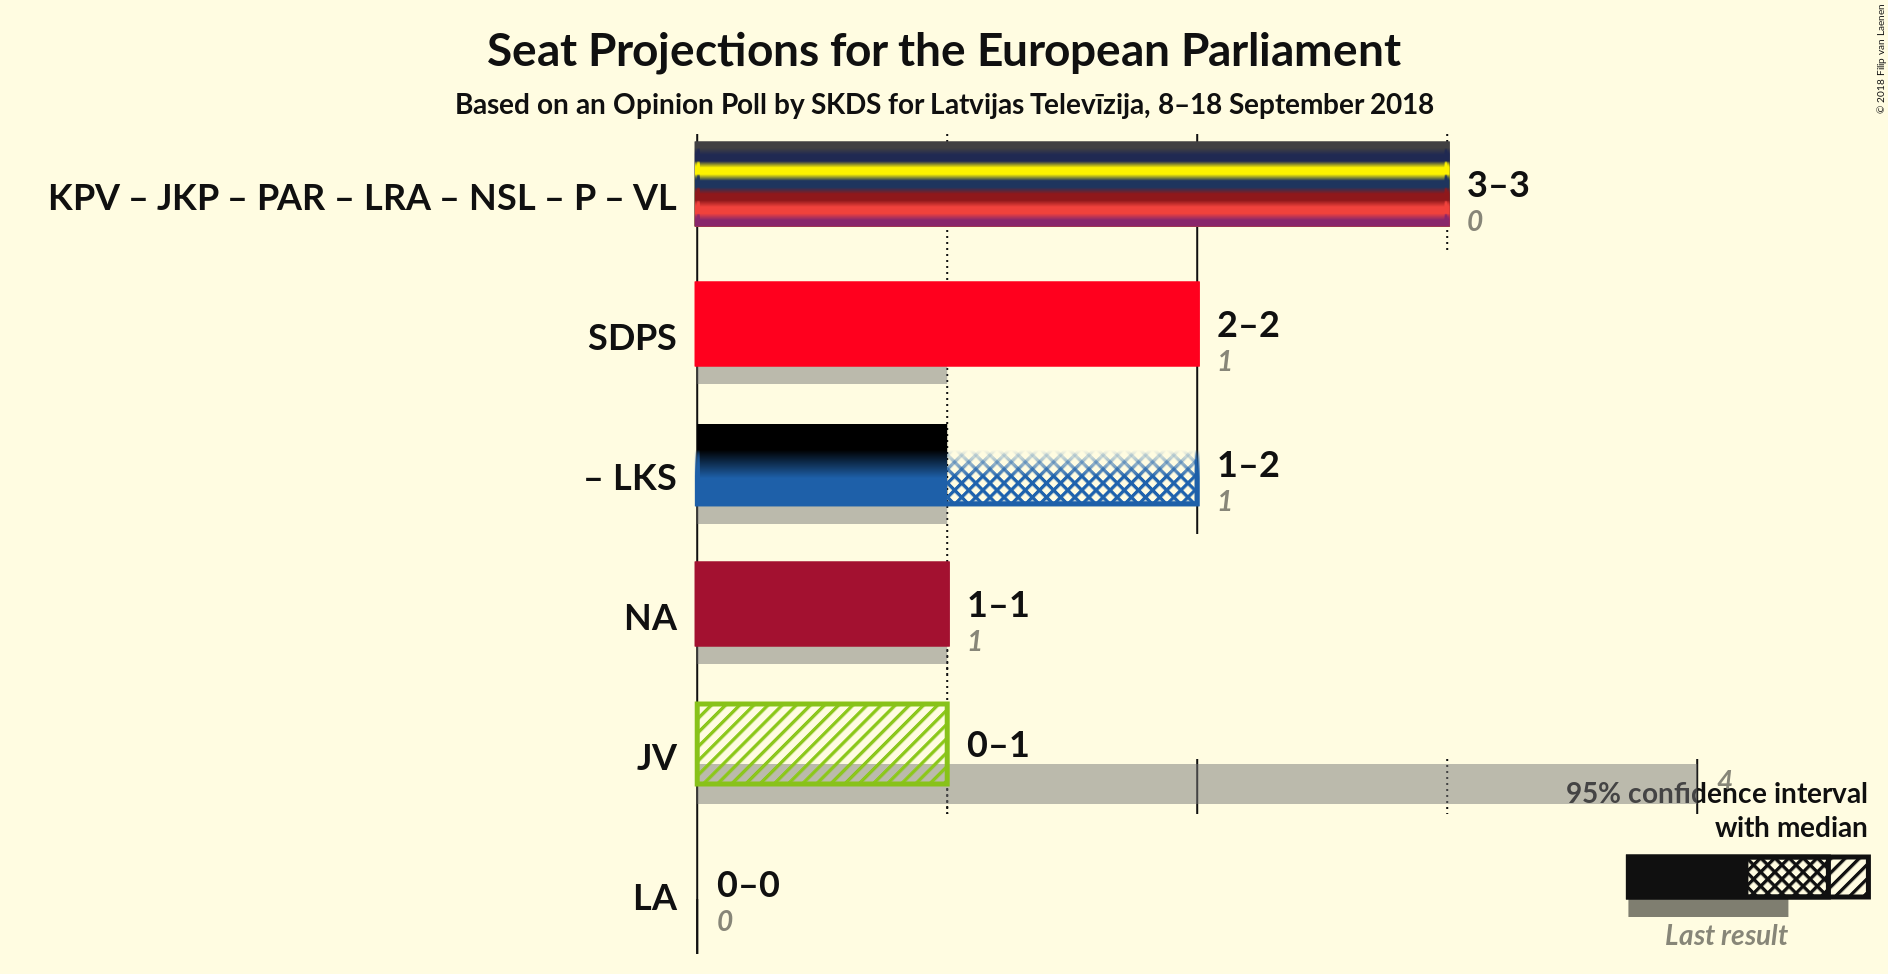 Seat Projections for the European Parliament
Based on an Opinion Poll by SKDS for Latvijas Televīzija, 8–18 September 2018
© 2018 Filip van Laenen
KPV – JKP – PAR – LRA – NSL – P – VL
3–3
0
SDPS
2–2
1
– LKS
1–2
1
NA
1–1
1
JV
0–1
4
LA
0–0
0
95% confidence interval
with median
Last result